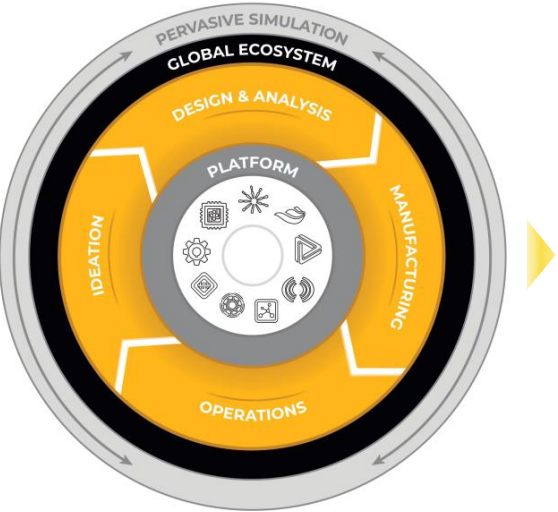 PERVASIVE SIMULATION
GLOBAL ECOSYSTEM
DESIGN & ANALYSIS
PLATFORM
IDEATION
MANUFACTURING
OPERATIONS